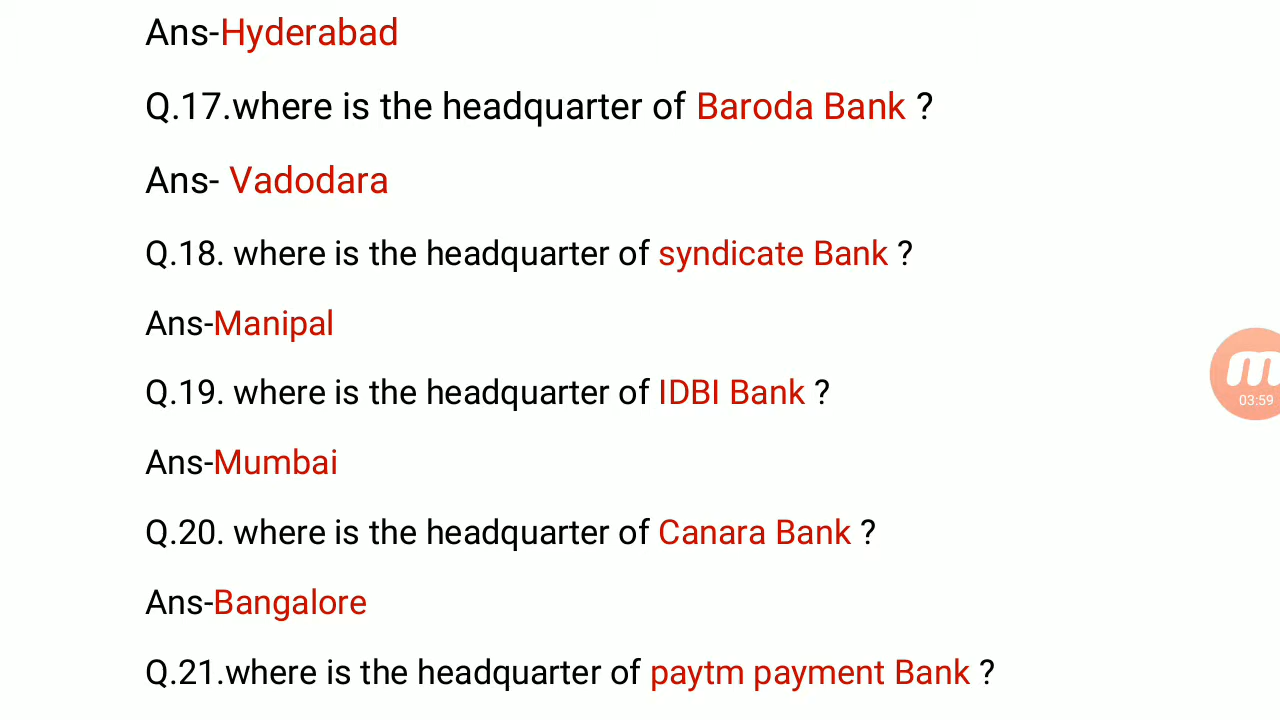 Ans-Hyderabad
Q.17.where is the headquarter of Baroda Bank ?
Ans- Vadodara
Q.18. where is the headquarter of syndicate Bank ?
Ans-Manipal
Q.19. where is the headquarter of IDBI Bank ?
m
03:59
Ans-Mumbai
Q.20. where is the headquarter of Canara Bank ?
Ans-Bangalore
Q.21.where is the headquarter of paytm payment Bank ?